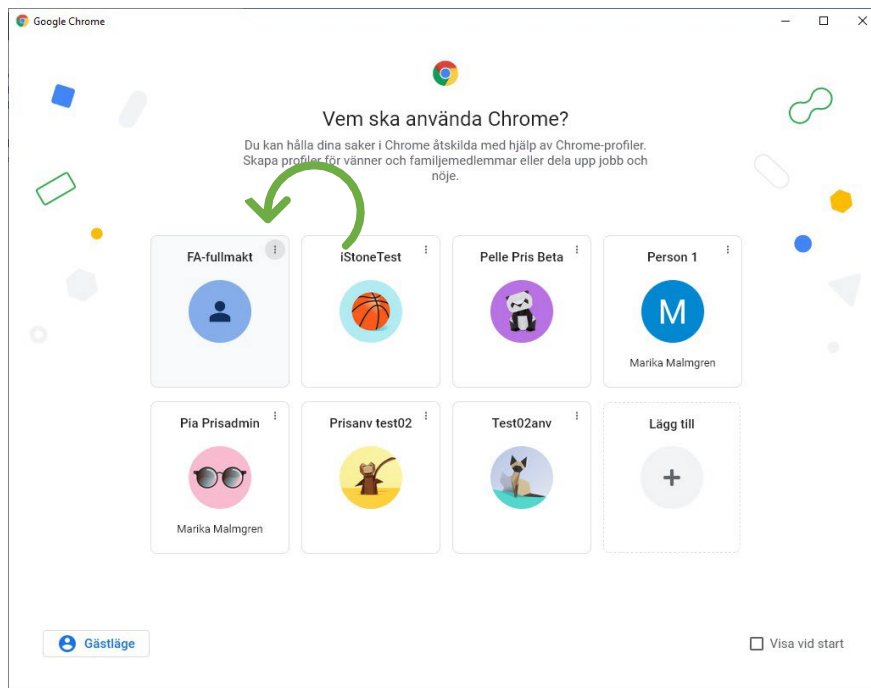 Google Chrome
Vem ska använda Chrome?
Du kan hålla dina saker i Chrome åtskilda med hjälp av Chrome-profiler.
Skapa profiler för vänner och familjemedlemmar eller dela upp jobb och
nöje.
FA-fullmakt
iStoneTest
Pelle Pris Beta
Person 1
M
Marika Malmgren
Pia Prisadmin
Prisanv test02
Test02anv
Lägg till
Marika Malmgren
Gästläge
Visa vid start